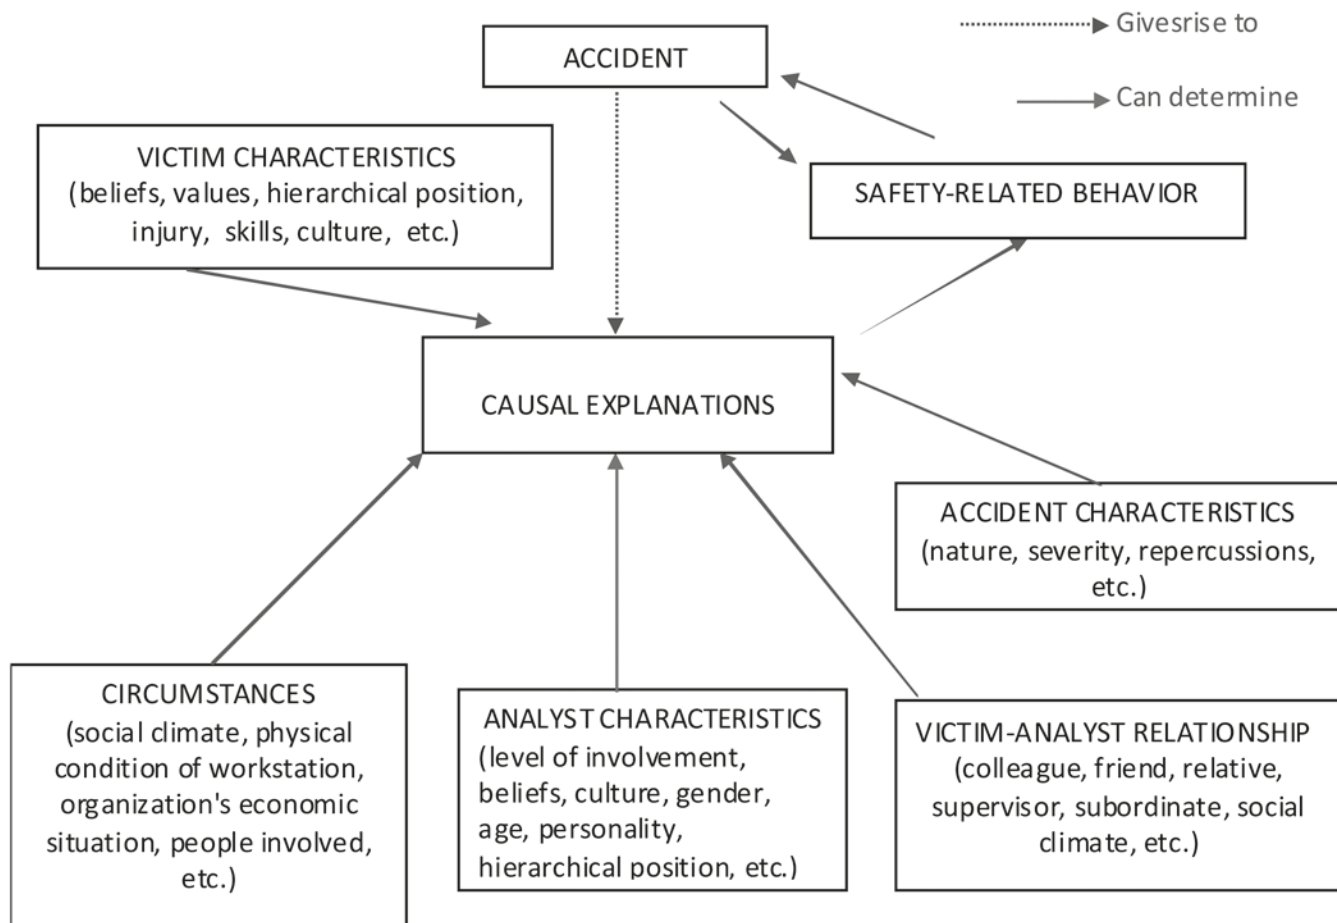 ACCIDENT
Givesrise to
Can determine
VICTIM CHARACTERISTICS
(beliefs, values, hierarchical position,
injury, skills, culture, etc.)
SAFETY-RELATED BEHAVIOR
CAUSAL EXPLANATIONS
ACCIDENT CHARACTERISTICS
(nature, severity, repercussions,
etc.)
CIRCUMSTANCES
(social climate, physical
condition of workstation,
organization's economic
situation, people involved,
etc.)
ANALYST CHARACTERISTICS
(level of involvement,
beliefs, culture, gender,
age, personality,
hierarchical position, etc.)
VICTIM-ANALYST RELATIONSHIP
(colleague, friend, relative,
supervisor, subordinate, social
climate, etc.)